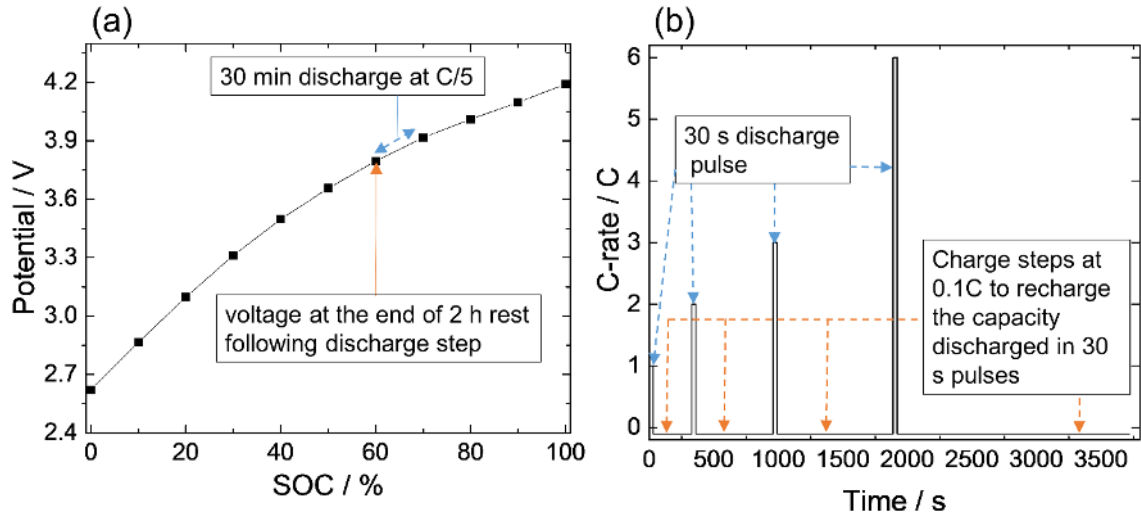 (a)
4.2
3.9
3.6
3.3
3.0
2.7
2.4
Potential / V
30 min discharge at C/5
voltage at the end of 2 h rest
following discharge step
0 20 40 60 80 100
SOC / %
(b)
6
5
4
3
2
1
0
C-rate / C
30 s discharge
pulse
Charge steps at
0.1C to recharge
the capacity
discharged in 30
s pulses
0 500 1000 1500 2000 2500 3000 3500
Time / s